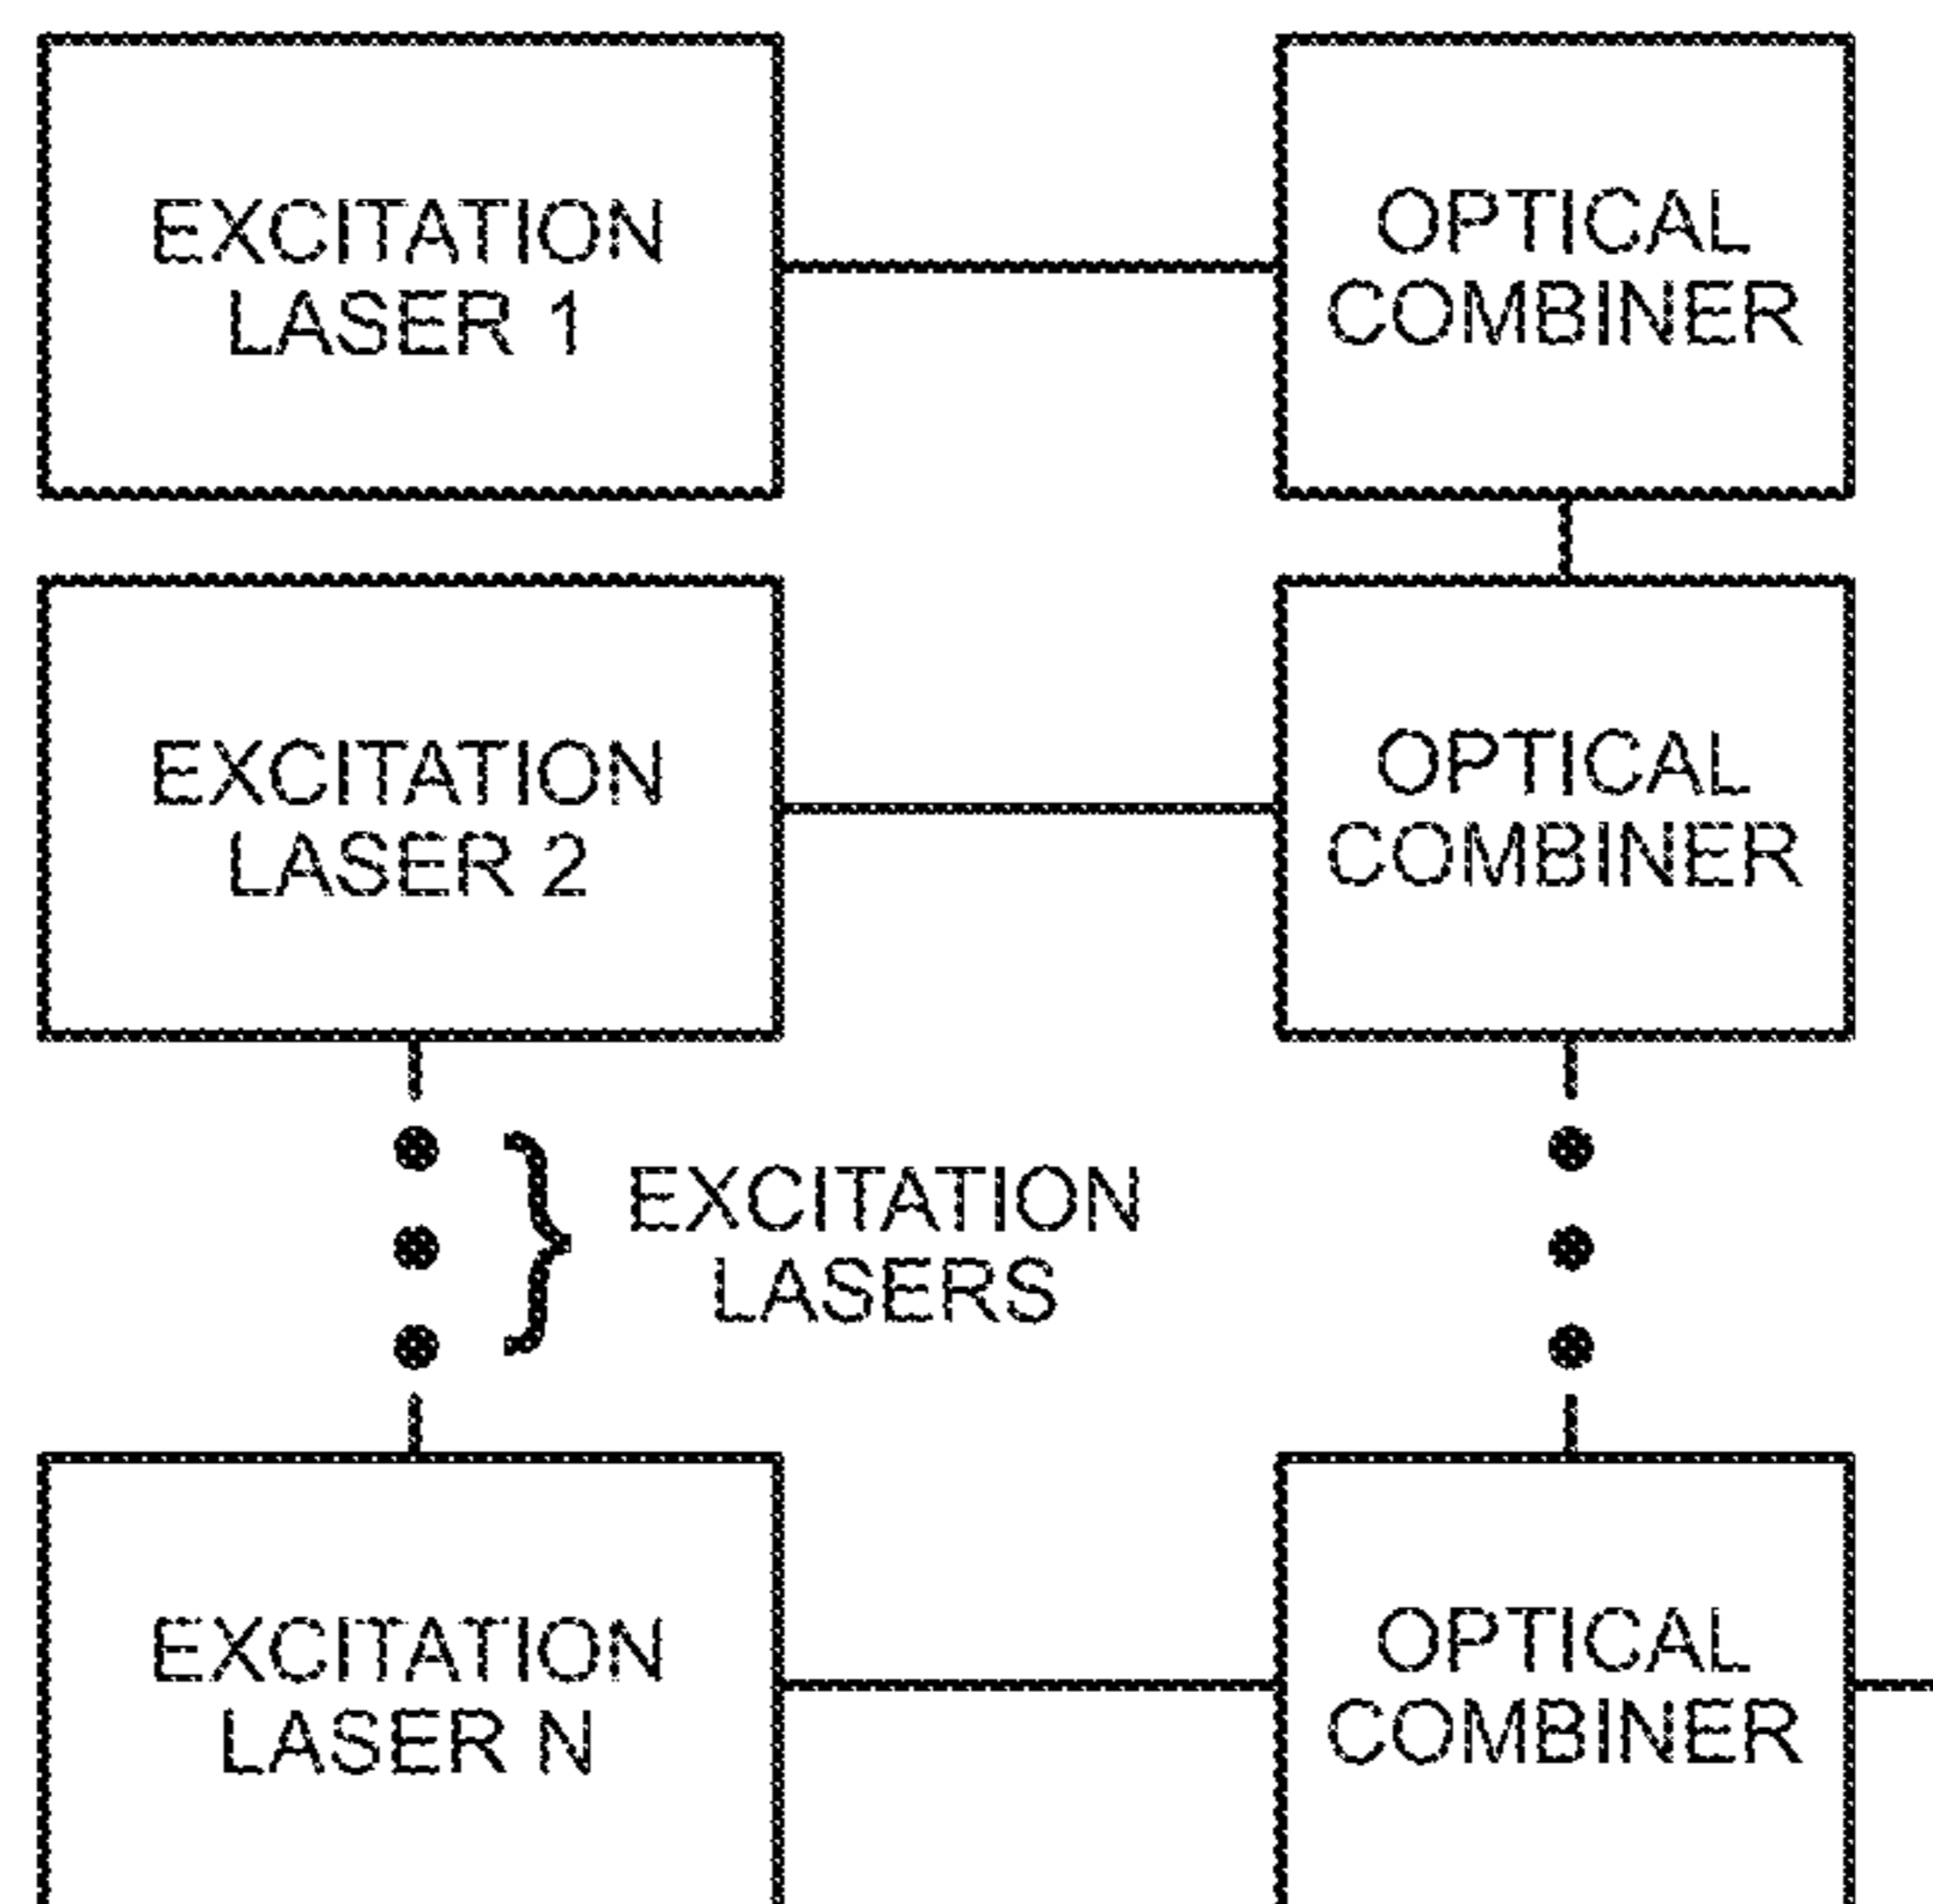 EXCITATION
LASER 1
OPTICAL
COMBINER
EXCITATION
LASER 2
OPTICAL
COMBINER
EXCITATION
LASERS
EXCITATION
LASER N
OPTICAL
COMBINER